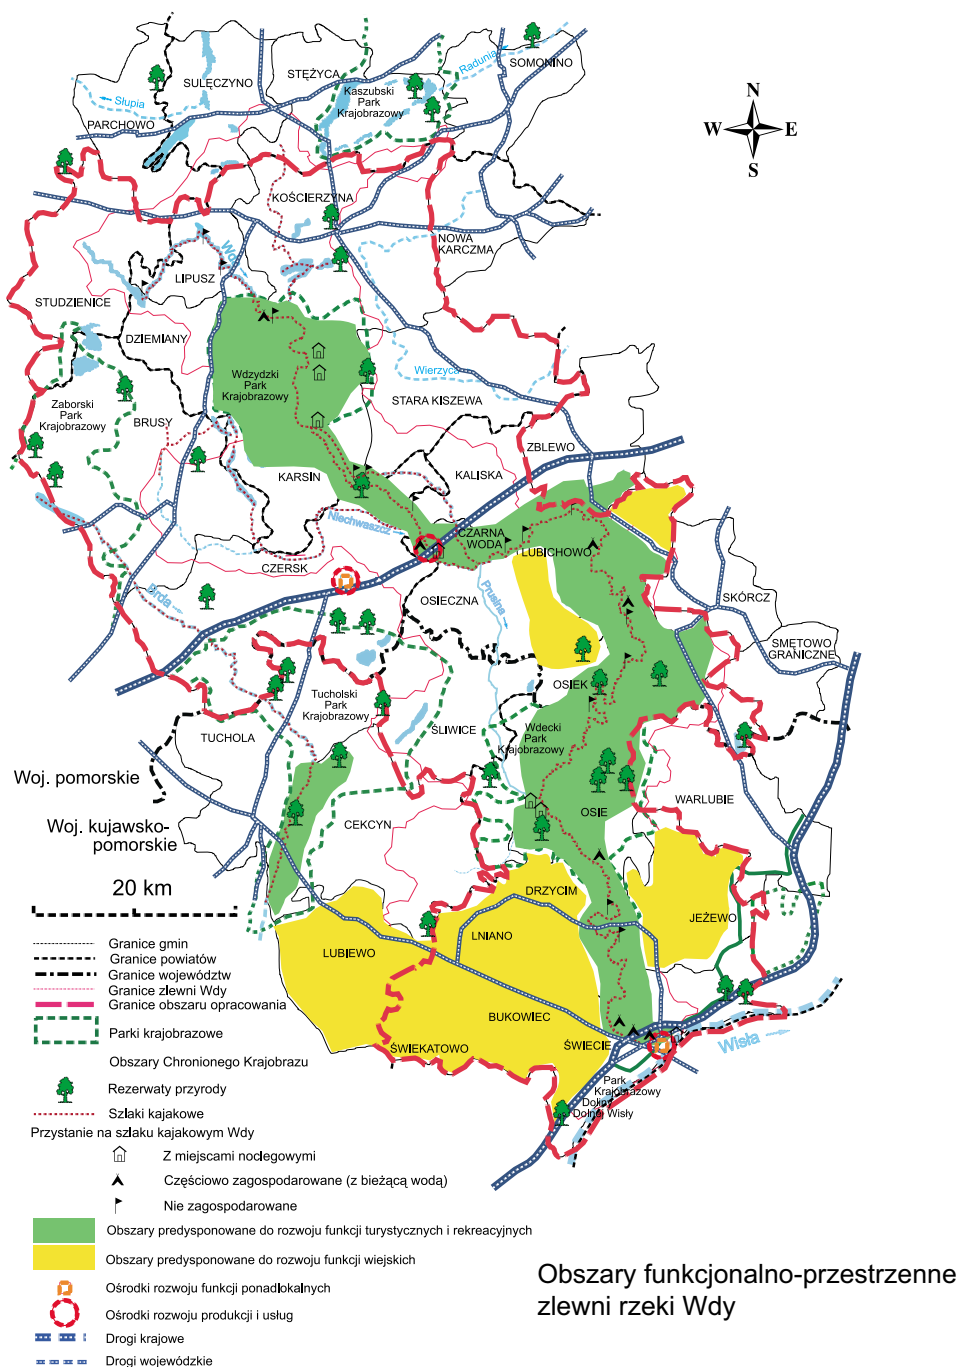 SOMONINO
Radunia
STĘŻYCA
SULĘCZYNO
Kaszubski
Park
Krajobrazowy
Słupia
PARCHOWO
N
W
E
S
KOŚCIERZYNA
NOWA
KARCZMA
LIPUSZ
STUDZIENICE
DZIEMIANY
Wierzyca
Wdzydzki
Park
Krajobrazowy
Zaborski
Park
Krajobrazowy
STARA KISZEWA
BRUSY
ZBLEWO
KARSIN
KALISKA
Niechwaszcz
CZARNA
WODA
LUBICHOWO
CZERSK
Brda
OSIECZNA
Prusina
SKÓRCZ
SMĘTOWO
GRANICZNE
OSIEK
Tucholski
Park
Krajobrazowy
TUCHOLA
ŚLIWICE
Wdecki
Park
Krajobrazowy
Woj. pomorskie
WARLUBIE
OSIE
Woj. kujawsko-
pomorskie
CEKCYN
20 km
DRZYCIM
JEŻEWO
LNIANO
LUBIEWO
BUKOWIEC
ŚWIEKATOWO
ŚWIECIE
Wisła
Park
Krajobrazowy
Doliny
Dolnej Wisły
Granice gmin
Granice powiatów
Granice województw
Granice zlewni Wdy
Granice obszaru opracowania
Parki krajobrazowe
Obszary Chronionego Krajobrazu
Rezerwaty przyrody
Szlaki kajakowe
Przystanie na szlaku kajakowym Wdy
Z miejscami noclegowymi
Częściowo zagospodarowane (z bieżącą wodą)
Nie zagospodarowane
Obszary predysponowane do rozwoju funkcji turystycznych i rekreacyjnych
Obszary predysponowane do rozwoju funkcji wiejskich
Ośrodki rozwoju funkcji ponadlokalnych
Ośrodki rozwoju produkcji i usług
Drogi krajowe
Drogi wojewódzkie
Obszary funkcjonalno-przestrzenne
zlewni rzeki Wdy